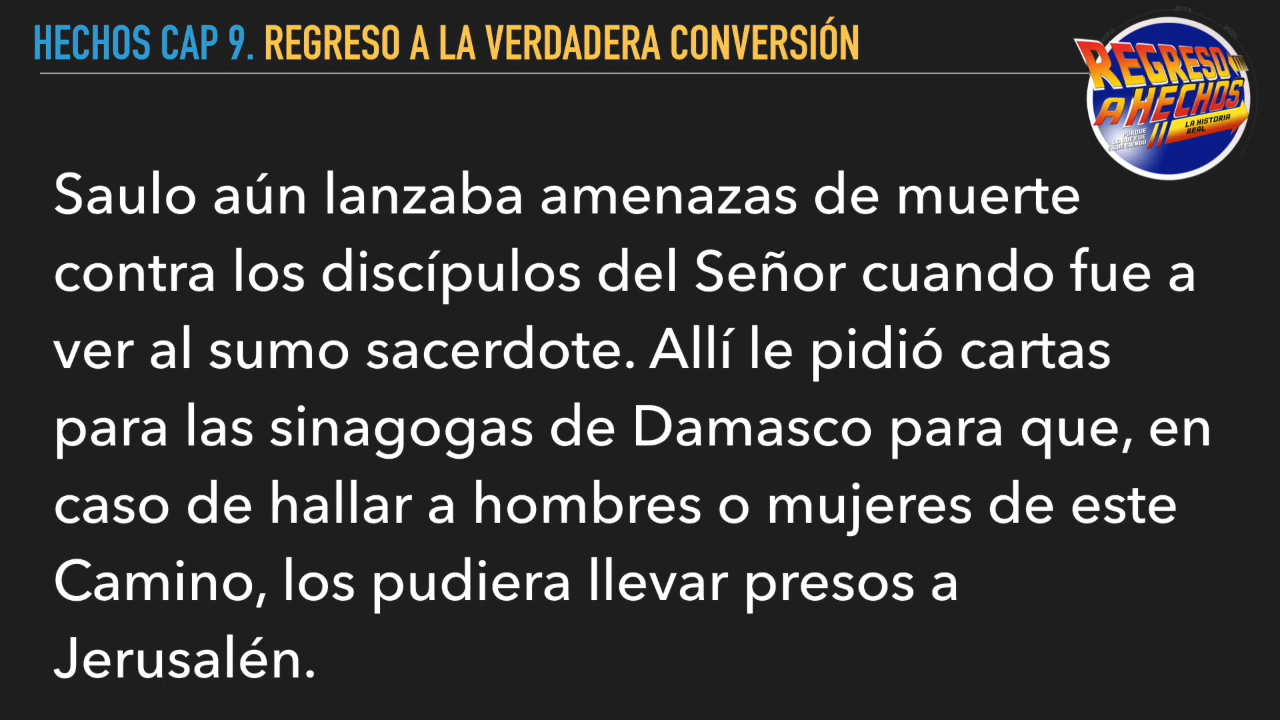 HECHOS CAP 9. REGRESO A LA VERDADERA CONVERSIÓN
REGRESO
A HECHOS
LA HISTORIA
REAL
PORQUE
Saulo aún lanzaba amenazas de muerte
contra los discípulos del Señor cuando fue a
ver al sumo sacerdote. Allí le pidió cartas
para las sinagogas de Damasco para que, en
caso de hallar a hombres o mujeres de este
Camino, los pudiera llevar presos a
Jerusalén.